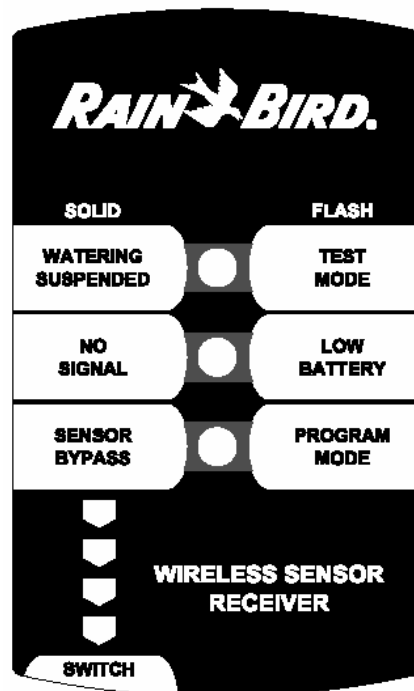 RAIN BIRD.
SOLID FLASH
WATERING
SUSPENDED
TEST
MODE
NO
SIGNAL
LOW
BATTERY
SENSOR
BYPASS
PROGRAM
MODE
WIRELESS SENSOR
RECEIVER
SWITCH